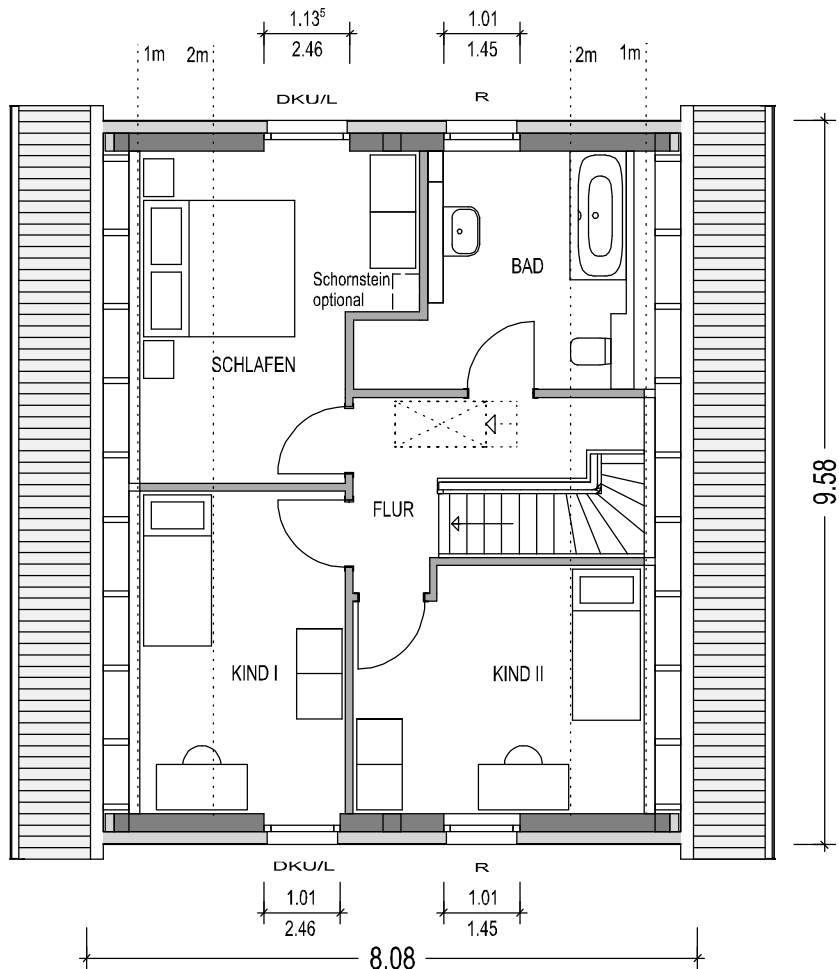 1.13⁵ 1.01
2.46 1.45
1m 2m 2m 1m
DKU/L R
BAD
Schornstein
optional
SCHLAFEN
9.58
FLUR
KIND I KIND II
DKU/L R
1.01 1.01
2.46 1.45
8.08